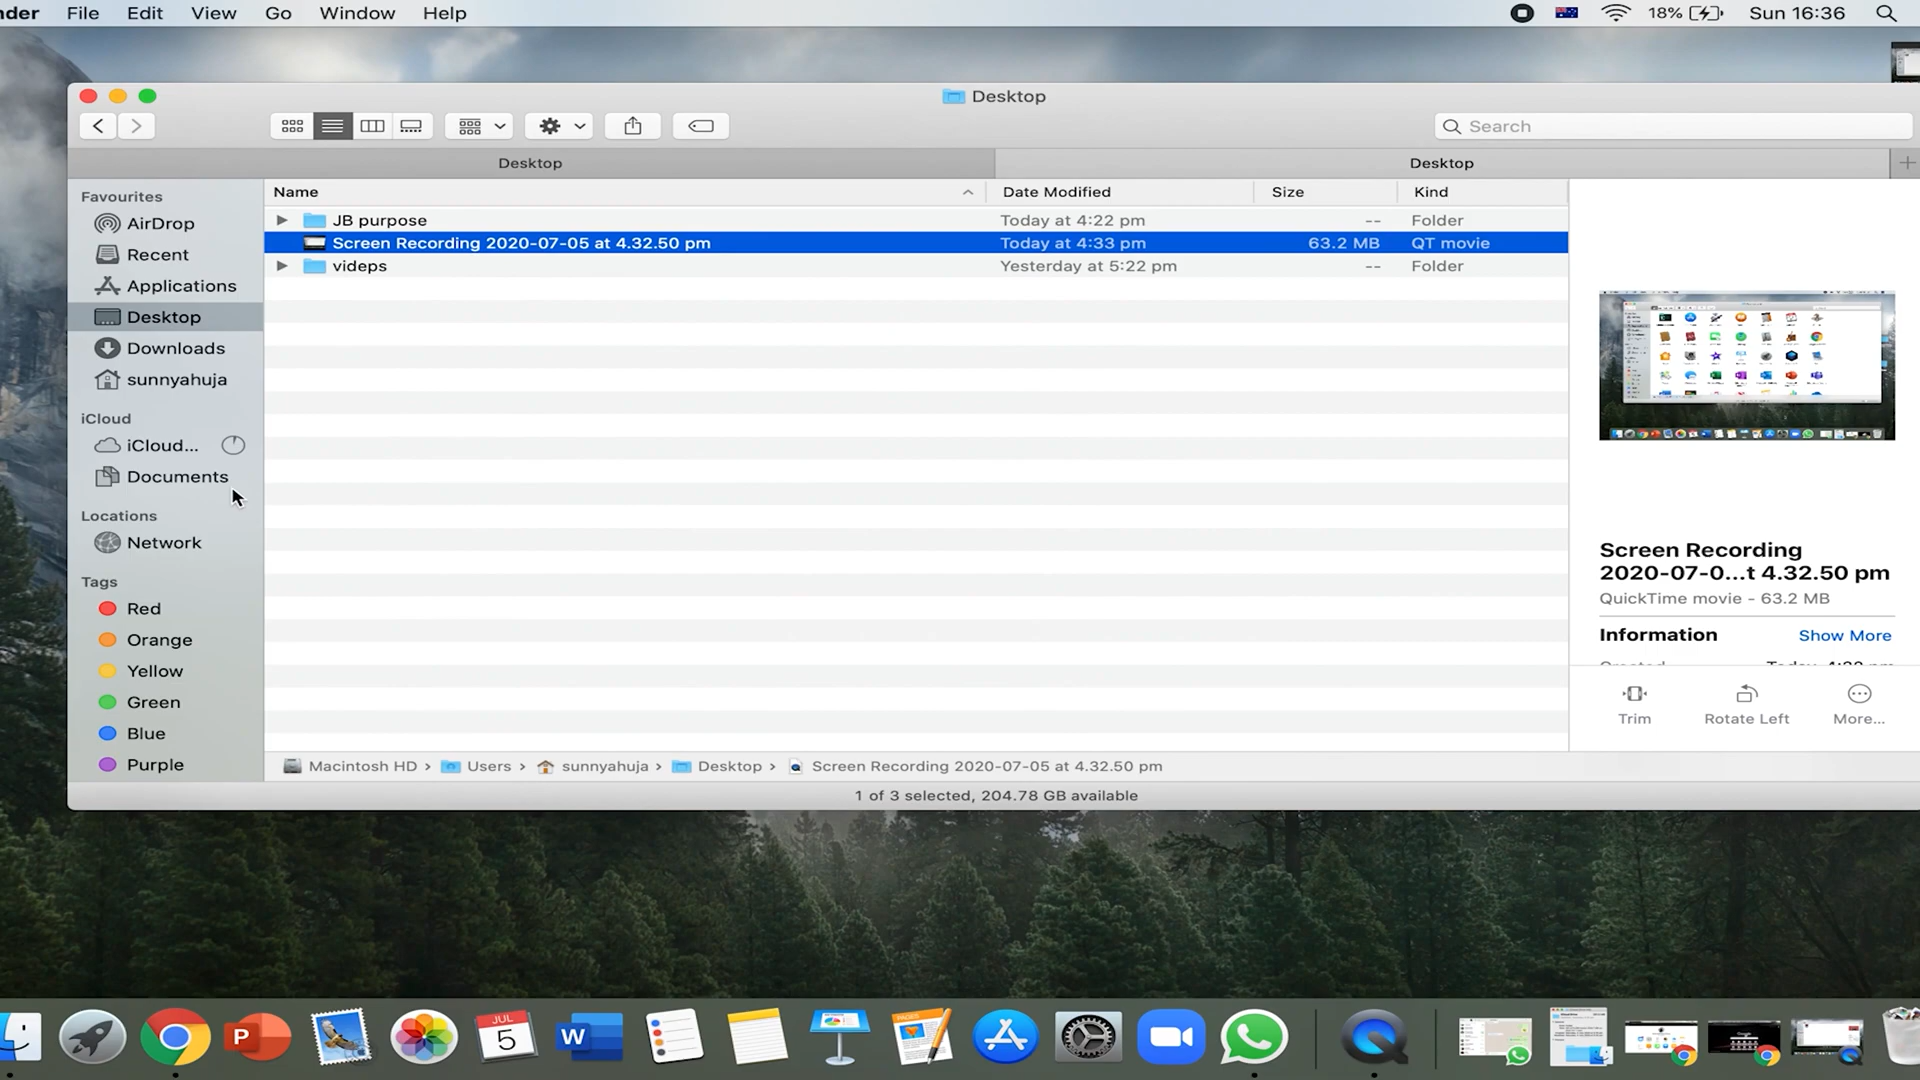 nder File Edit View Go Window Help 18% Sun 16:36
Desktop
Search
Desktop Desktop
Favourites
AirDrop
Recent
Applications
Desktop
Downloads
sunnyahuja
iCloud
iCloud...
Documents
Locations
Network
Tags
Red
Orange
Yellow
Green
Blue
Purple
Name Date Modified Size Kind
JB purpose Today at 4:22 pm -- Folder
Screen Recording 2020-07-05 at 4.32.50 pm Today at 4:33 pm 63.2 MB QT movie
videps Yesterday at 5:22 pm -- Folder
Screen Recording
2020-07-0...t 4.32.50 pm
QuickTime movie - 63.2 MB
Information Show More
Trim Rotate Left More...
Macintosh HD › Users › sunnyahuja › Desktop › Screen Recording 2020-07-05 at 4.32.50 pm
1 of 3 selected, 204.78 GB available
P
JUL
5
W
PAGES